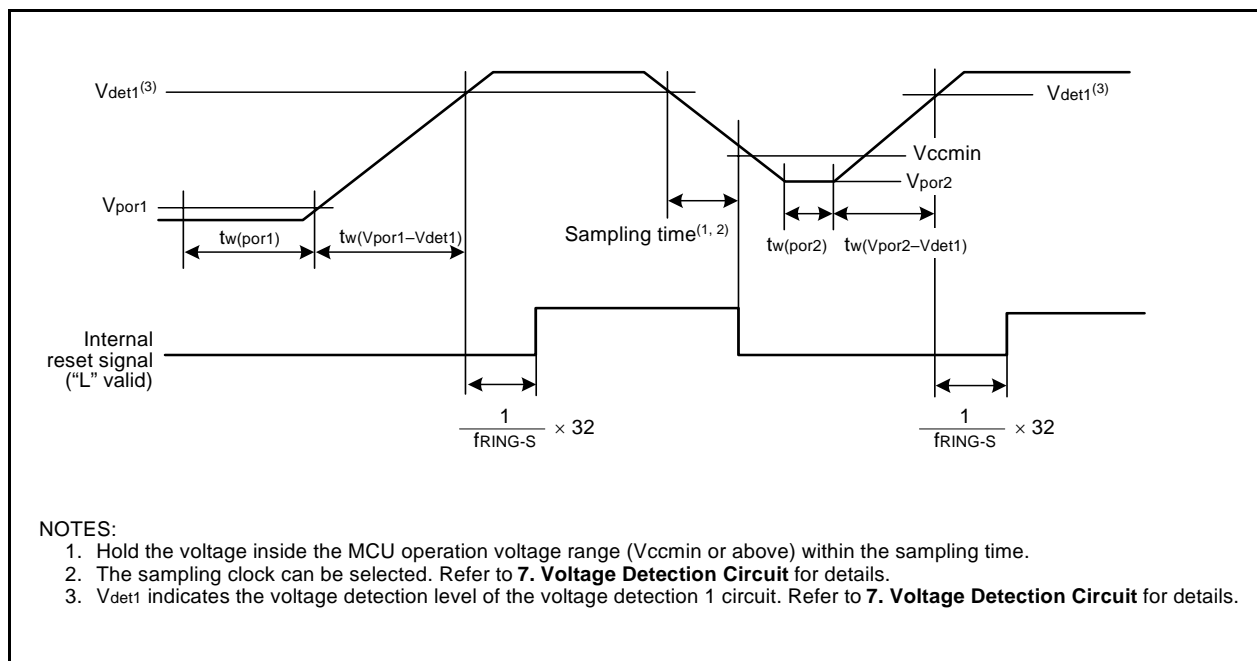 Vdet1(3)
Vdet1(3)
Vccmin
Vpor1
Vpor2
tw(por1)
tw(Vpor1–Vdet1)
Sampling time(1, 2)
tw(por2)
tw(Vpor2–Vdet1)
Internal
reset signal
(“L” valid)
1
fRING-S
× 32
1
fRING-S
× 32
NOTES:
1. Hold the voltage inside the MCU operation voltage range (Vccmin or above) within the sampling time.
2. The sampling clock can be selected. Refer to 7. Voltage Detection Circuit for details.
3. Vdet1 indicates the voltage detection level of the voltage detection 1 circuit. Refer to 7. Voltage Detection Circuit for details.